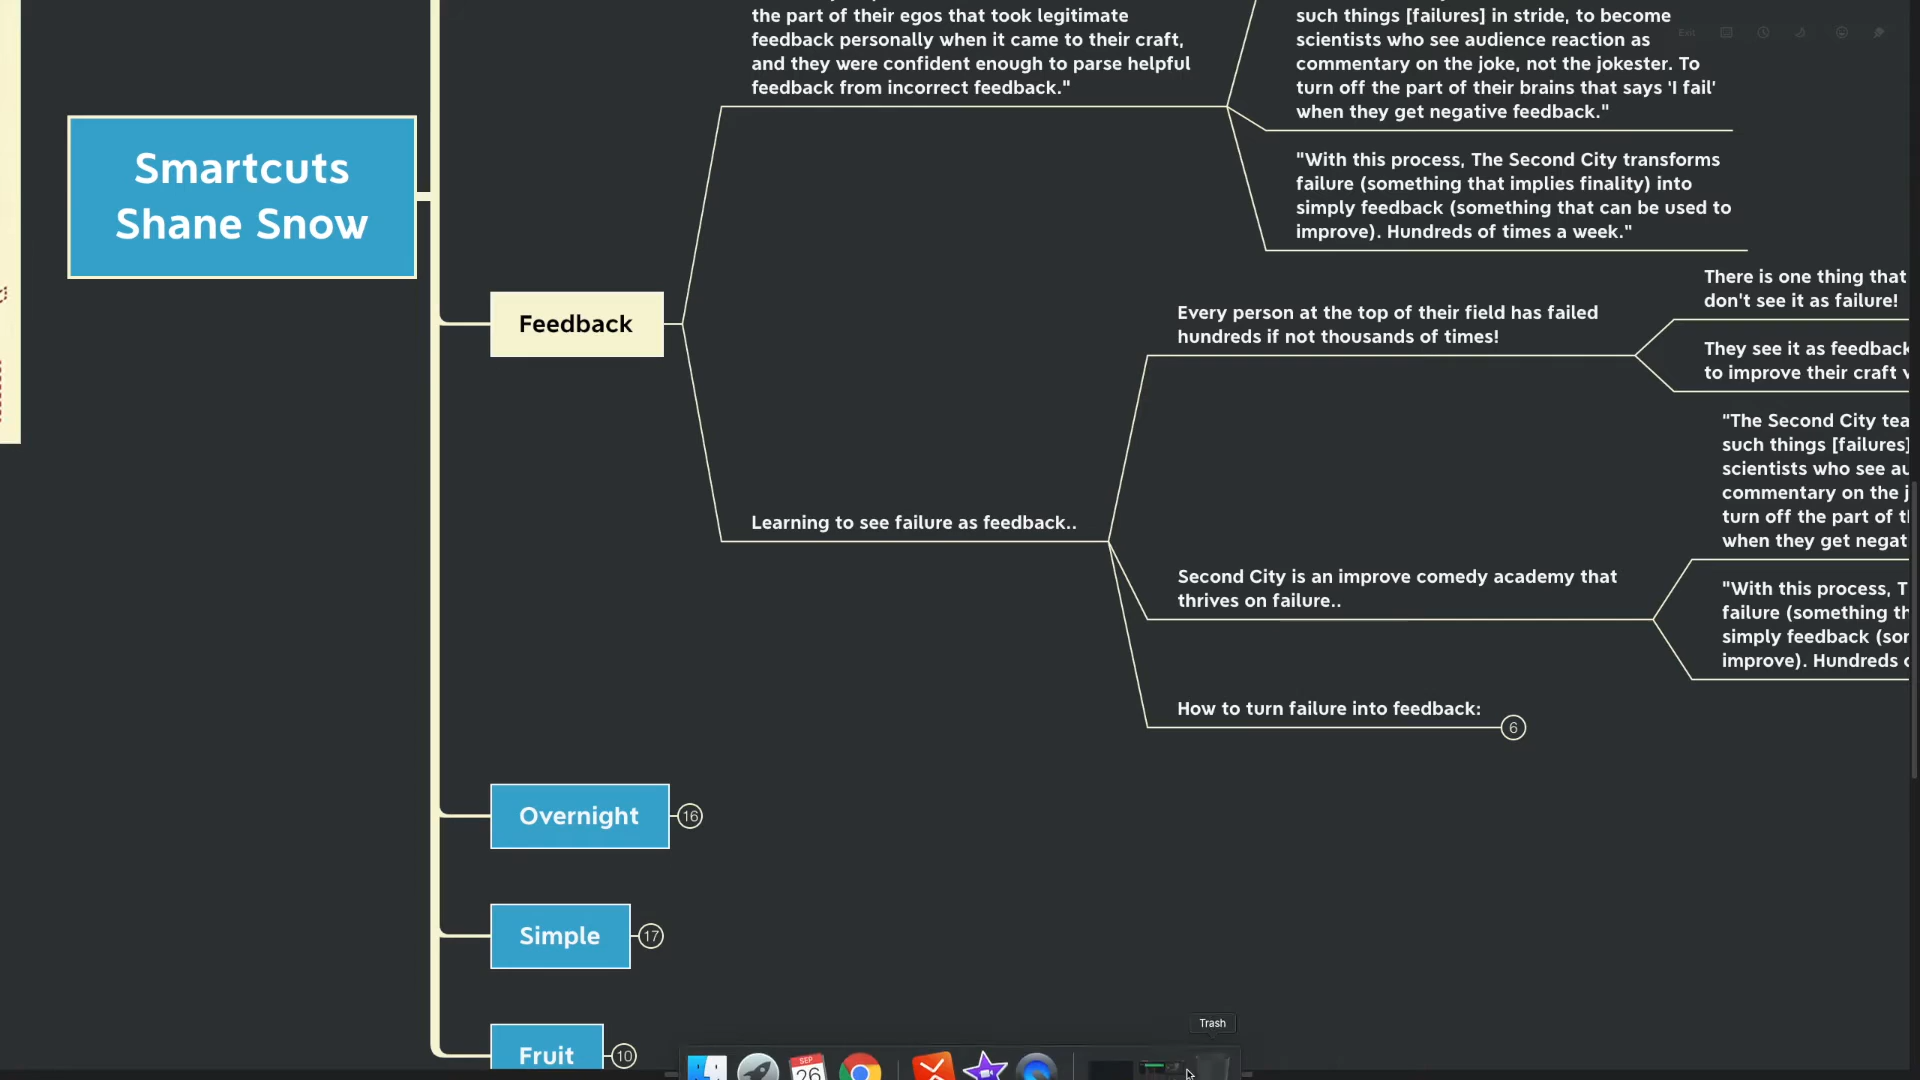 the part of their egos that took legitimate
feedback personally when it came to their craft,
and they were confident enough to parse helpful
feedback from incorrect feedback."
such things [failures] in stride, to become
scientists who see audience reaction as
commentary on the joke, not the jokester. To
turn off the part of their brains that says 'I fail'
when they get negative feedback."
"With this process, The Second City transforms
failure (something that implies finality) into
simply feedback (something that can be used to
improve). Hundreds of times a week."
Exit
Smartcuts
Shane Snow
Feedback
Every person at the top of their field has failed
hundreds if not thousands of times!
There is one thing that
don't see it as failure!
They see it as feedback
to improve their craft
Learning to see failure as feedback..
"The Second City
such things [failures]
scientists who see
commentary on the
turn off the part of
when they get
Second City is an improve comedy academy that
thrives on failure..
"With this process,
failure (something
simply feedback
improve). Hundreds
How to turn failure into feedback:
6
Overnight
16
Simple
17
Fruit
10
Trash
SEP
26